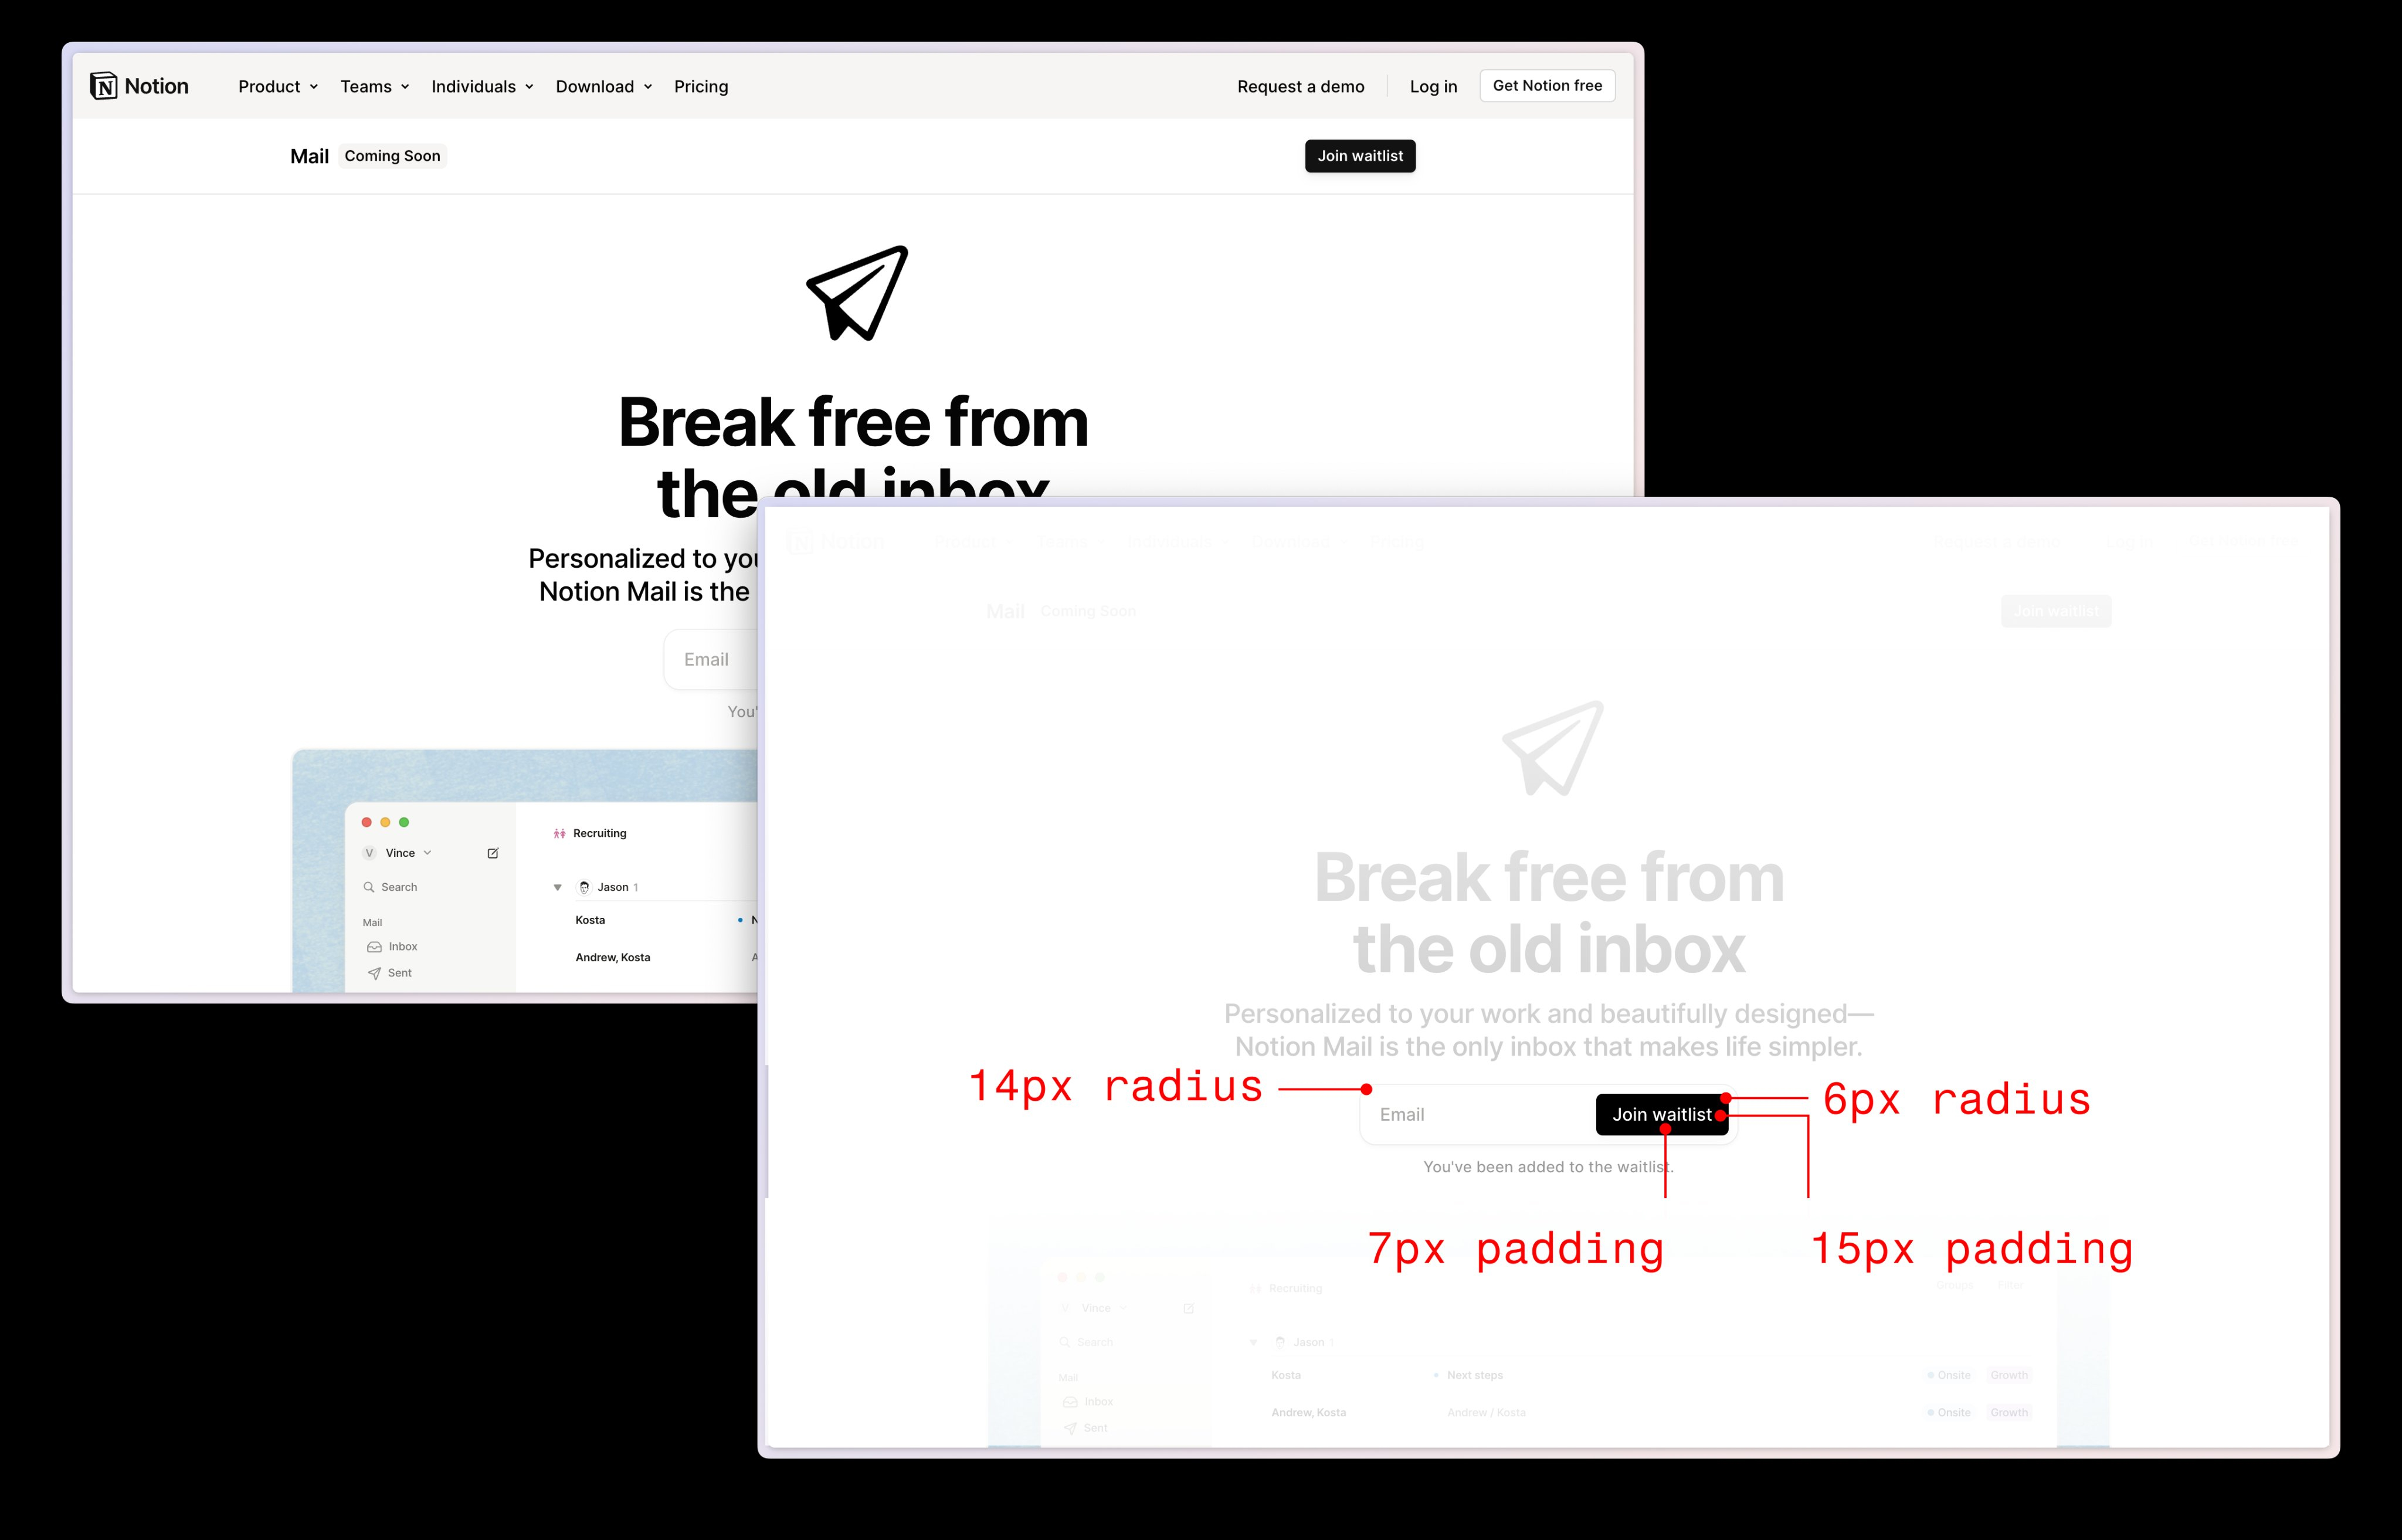 Notion
Product
Teams
Individuals
Download
Pricing
Request a demo
Log in
Get Notion free
Mail
Coming Soon
Join waitlist
Break free from
the old inbox
Personalized to you
Notion Mail is the
Email
You'
V Vince
Search
Mail
Inbox
Sent
Recruiting
Jason 1
Kosta
N
Andrew, Kosta
A
Notion
Product
Teams
Individuals
Download
Pricing
Request a demo
Log in
Mail
Coming Soon
Join waitlist
Break free from
the old inbox
Personalized to your work and beautifully designed—
Notion Mail is the only inbox that makes life simpler.
14px radius
Email
Join waitlist
6px radius
You've been added to the waitlist.
7px padding
15px padding
V Vince
Search
Mail
Inbox
Sent
Recruiting
Groups
Filter
Jason 1
Kosta
Next steps
Onsite
Growth
Andrew, Kosta
Andrew / Kosta
Onsite
Growth